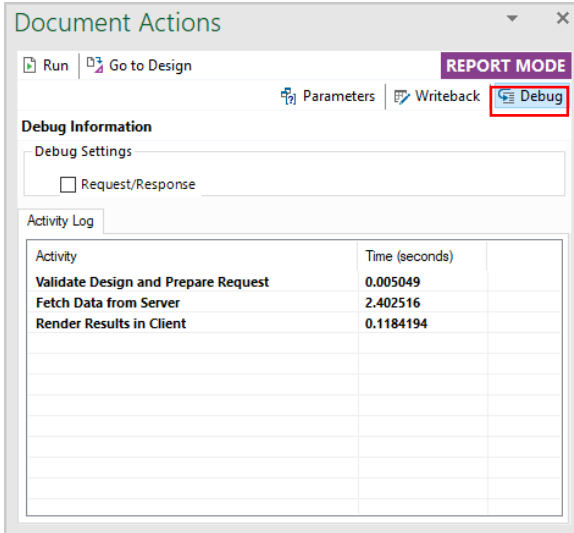 Document Actions
Run Go to Design REPORT MODE
Parameters Writeback Debug
Debug Information
Debug Settings
Request/Response
Activity Log
Activity Time (seconds)
Validate Design and Prepare Request 0.005049
Fetch Data from Server 2.402516
Render Results in Client 0.1184194